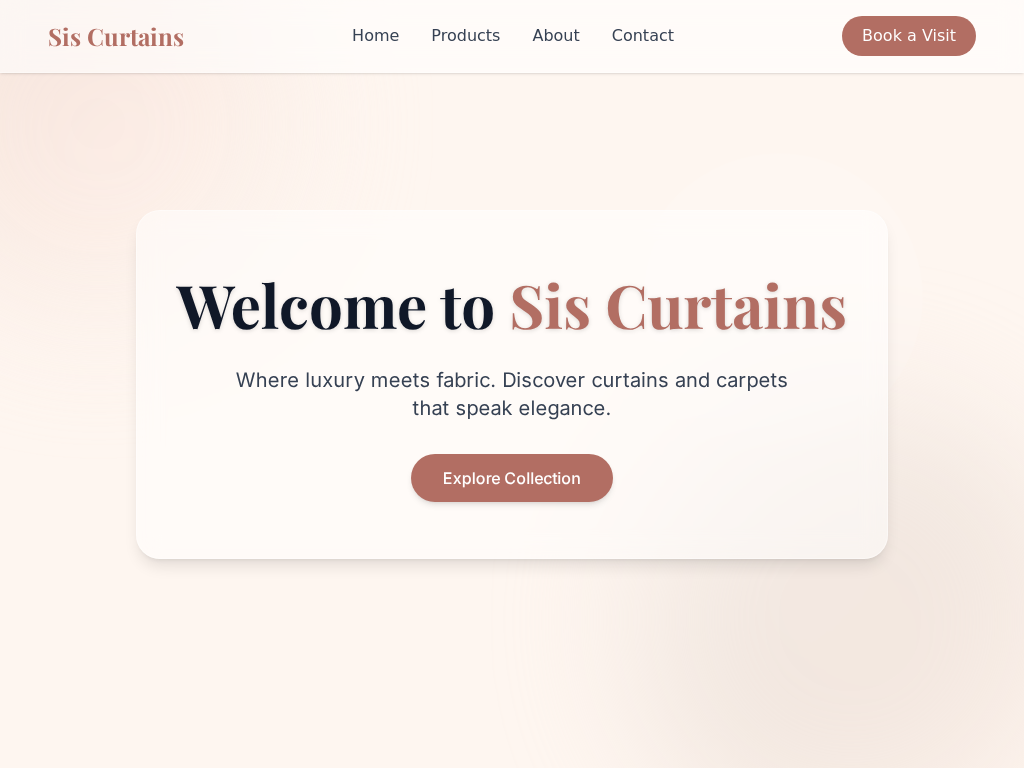 Sis Curtains
Home
Products
About
Contact
Book a Visit
Welcome to Sis Curtains
Where luxury meets fabric. Discover curtains and carpets
that speak elegance.
Explore Collection